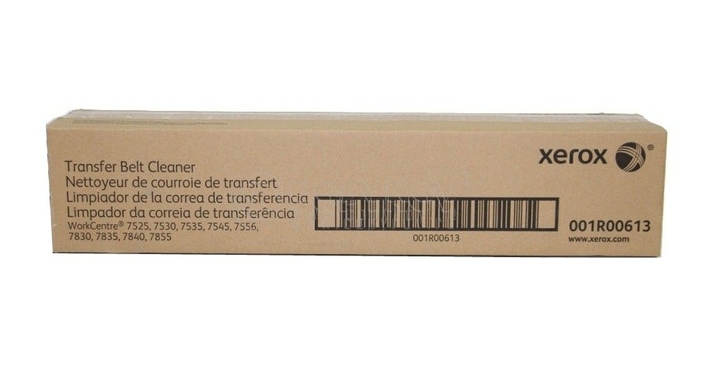 xerox®
Transfer Belt Cleaner
Nettoyeur de courroie de transfert
Limpiador de la correa de transferencia
Limpador da correia de transferência
WorkCentre® 7525, 7530, 7535, 7545, 7556,
7830, 7835, 7840, 7855
001R00613
001R00613
www.xerox.com